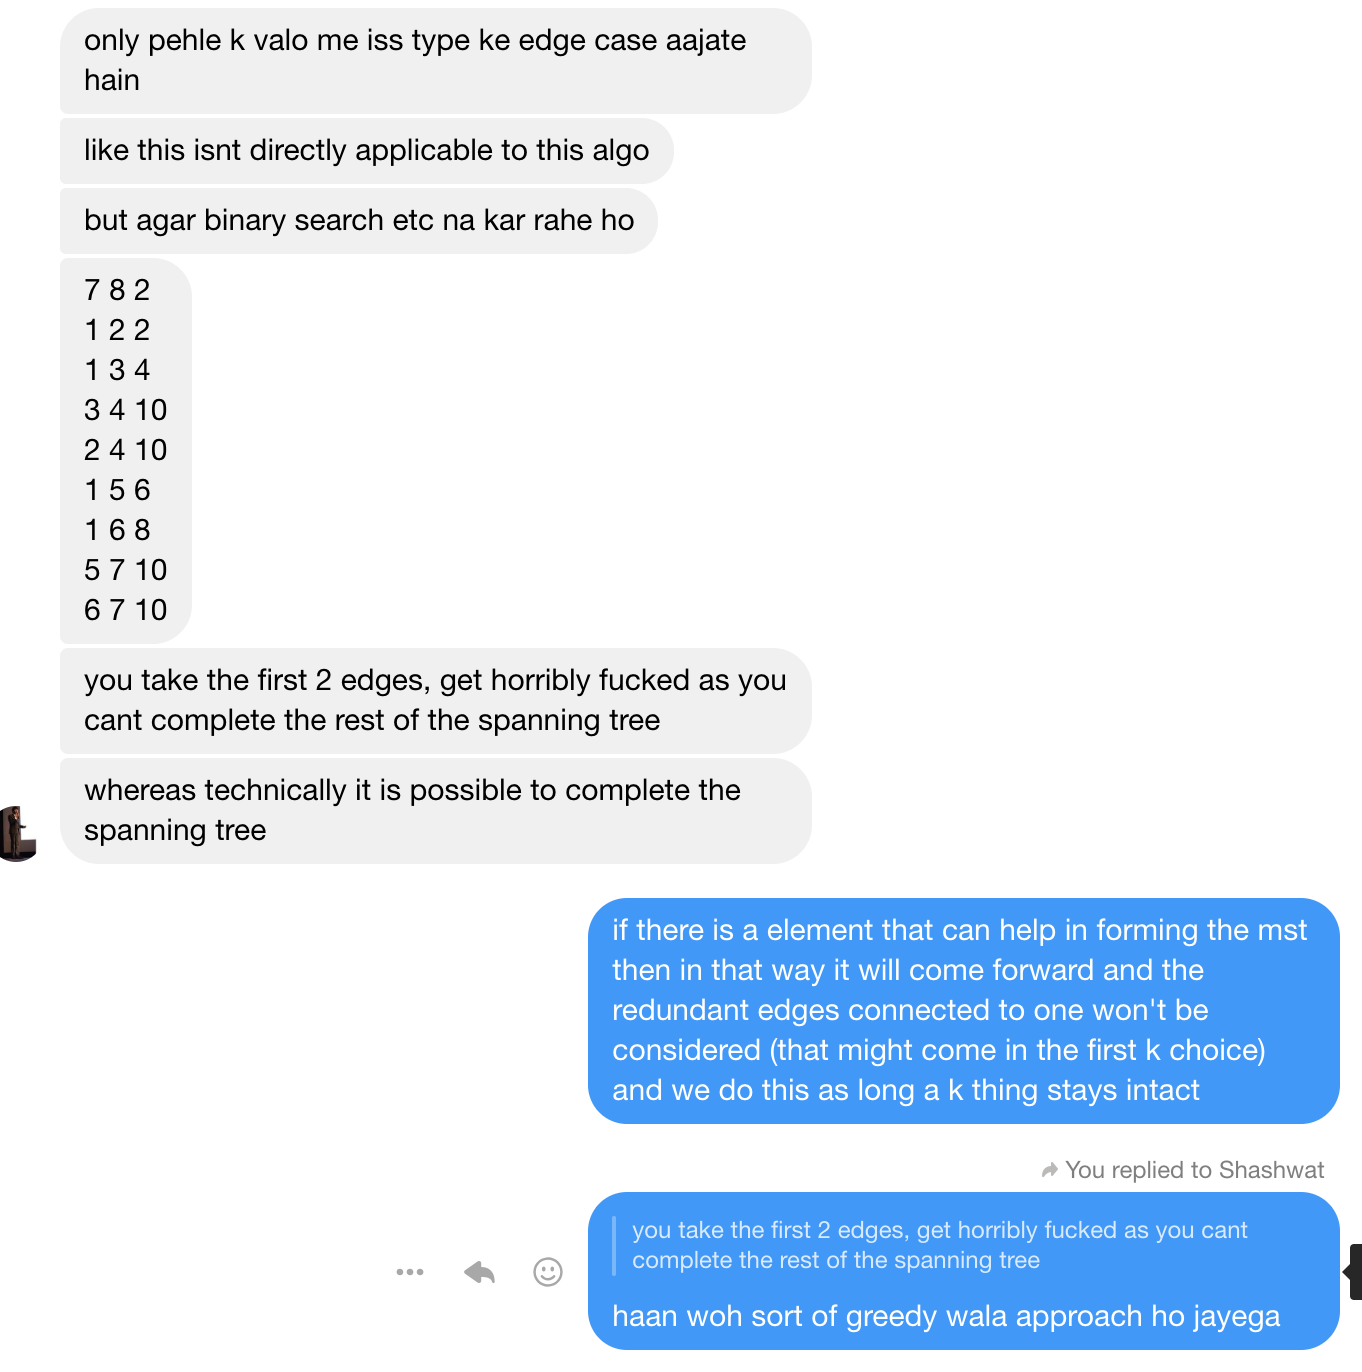 only pehle k valo me iss type ke edge case aajate
hain
like this isnt directly applicable to this algo
but agar binary search etc na kar rahe ho
7 8 2
1 2 2
1 3 4
3 4 10
2 4 10
1 5 6
1 6 8
5 7 10
6 7 10
you take the first 2 edges, get horribly fucked as you
cant complete the rest of the spanning tree
whereas technically it is possible to complete the
spanning tree
if there is a element that can help in forming the mst
then in that way it will come forward and the
redundant edges connected to one won't be
considered (that might come in the first k choice)
and we do this as long a k thing stays intact
You replied to Shashwat
you take the first 2 edges, get horribly fucked as you cant
complete the rest of the spanning tree
haan woh sort of greedy wala approach ho jayega